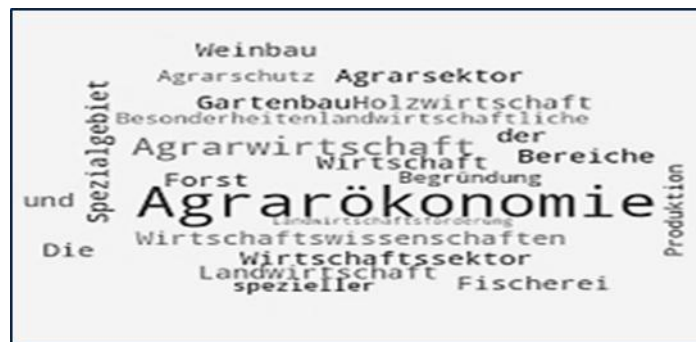 Weinbau
Agrarschutz Agrarsektor
GartenbauHolzwirtschaft
Besonderheitenlandwirtschaftliche
Spezialgebiet
Agrarwirtschaft der
Wirtschaft Bereiche
Forst Begründung
und Agrarökonomie
Produktion
Landwirtschaftsförderung
Wirtschaftswissenschaften
Die Wirtschaftssektor
Landwirtschaft
spezieller Fischerei